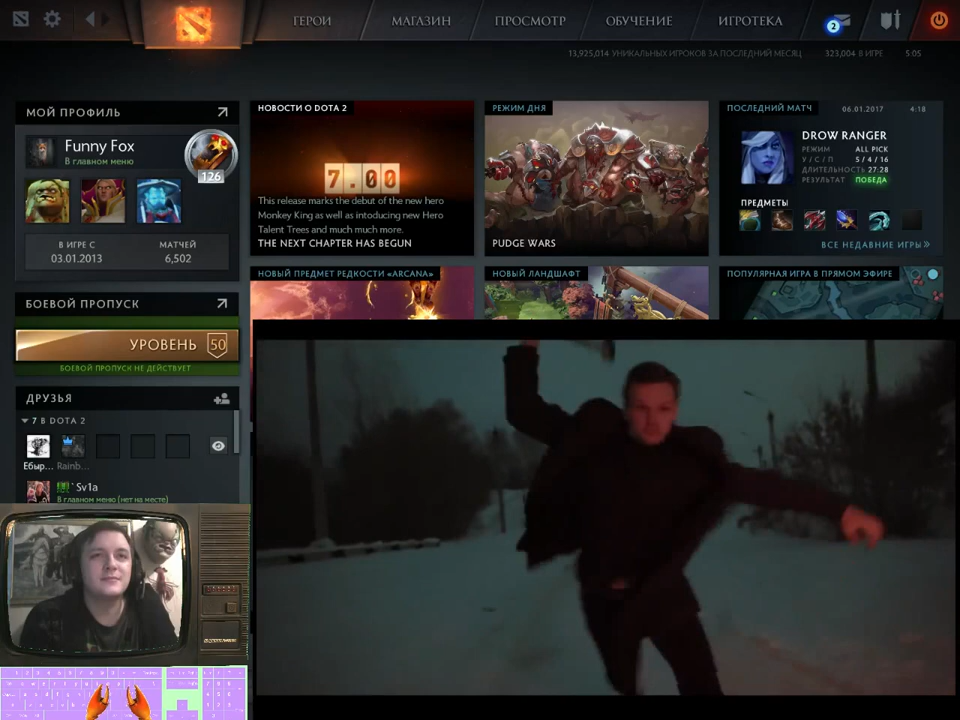 ГЕРОИ
МАГАЗИН
ПРОСМОТР
ОБУЧЕНИЕ
ИГРОТЕКА
2
13,925,014 УНИКАЛЬНЫХ ИГРОКОВ ЗА ПОСЛЕДНИЙ МЕСЯЦ
323,004 В ИГРЕ
5:05
МОЙ ПРОФИЛЬ
Funny Fox
В главном меню
126
В ИГРЕ С
МАТЧЕЙ
03.01.2013
6,502
БОЕВОЙ ПРОПУСК
УРОВЕНЬ 50
БОЕВОЙ ПРОПУСК НЕ ДЕЙСТВУЕТ
ДРУЗЬЯ
7 В DOTA 2
Ебыр...
Rainb...
`Sv1a
В главном меню (нет на месте)
НОВОСТИ О DOTA 2
7.00
This release marks the debut of the new hero
Monkey King as well as intoducing new Hero
Talent Trees and much much more.
THE NEXT CHAPTER HAS BEGUN
РЕЖИМ ДНЯ
PUDGE WARS
ПОСЛЕДНИЙ МАТЧ
06.01.2017
4:18
DROW RANGER
РЕЖИМ
ALL PICK
У / С / П
5 / 4 / 16
ДЛИТЕЛЬНОСТЬ
27:28
РЕЗУЛЬТАТ
ПОБЕДА
ПРЕДМЕТЫ
ВСЕ НЕДАВНИЕ ИГРЫ»
НОВЫЙ ПРЕДМЕТ РЕДКОСТИ «ARCANA»
НОВЫЙ ЛАНДШАФТ
ПОПУЛЯРНАЯ ИГРА В ПРЯМОМ ЭФИРЕ